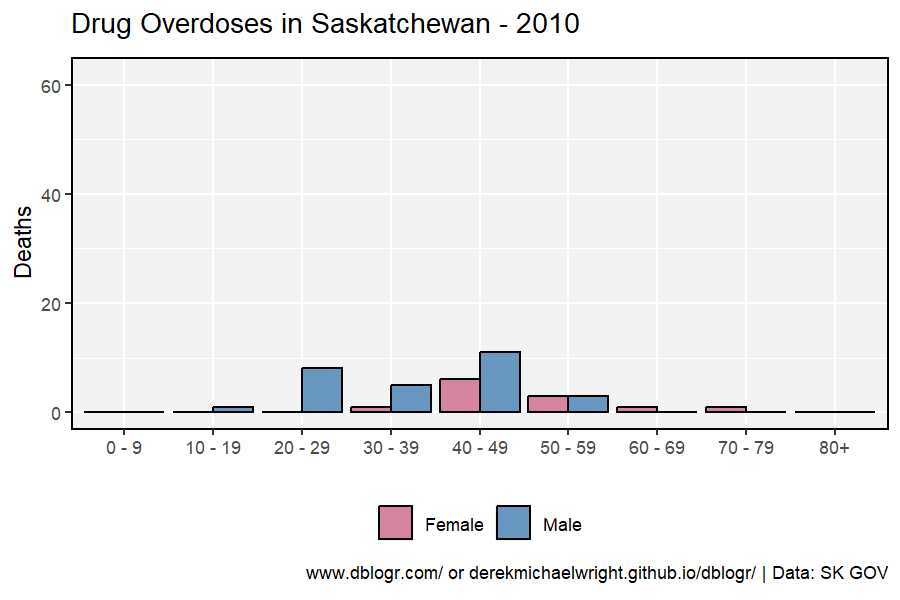 Drug Overdoses in Saskatchewan - 2010
Deaths
60
40
20
0
0 - 9 10 - 19 20 - 29 30 - 39 40 - 49 50 - 59 60 - 69 70 - 79 80+
Female Male
www.dblogr.com/ or derekmichaelwright.github.io/dblogr/ | Data: SK GOV